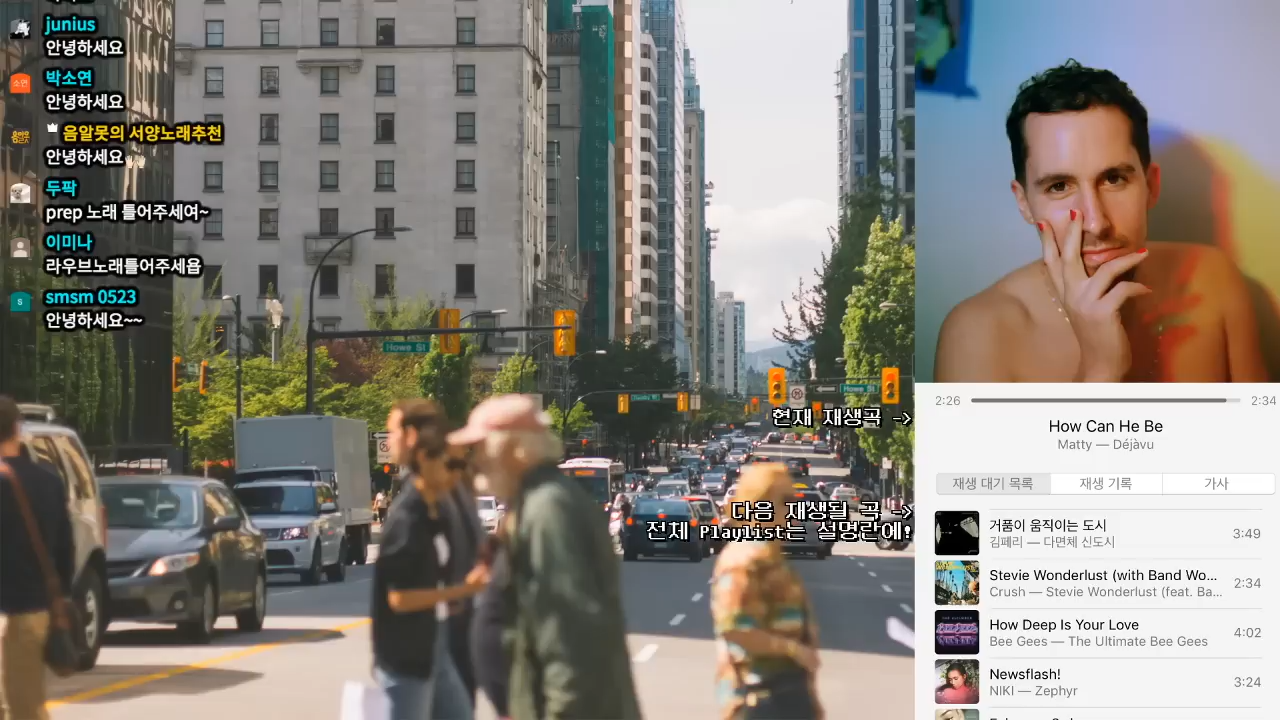 junius
안녕하세요
소연
박소연
안녕하세요
음알못의 서양노래추천
안녕하세요🙌🏻
두팍
prep 노래 틀어주세여~
이미나
라우브노래틀어주세욥
S
smsm 0523
안녕하세요~~
Howe St
Howe St
현재 재생곡 ->
다음 재생될 곡 ->
전체 Playlist는 설명란에!
2:26
2:34
How Can He Be
Matty — Déjàvu
재생 대기 목록
재생 기록
가사
거품이 움직이는 도시
김페리 — 다면체 신도시
3:49
Stevie Wonderlust (with Band Wo...
Crush — Stevie Wonderlust (feat. Ba...
2:34
How Deep Is Your Love
Bee Gees — The Ultimate Bee Gees
4:02
Newsflash!
NIKI — Zephyr
3:24